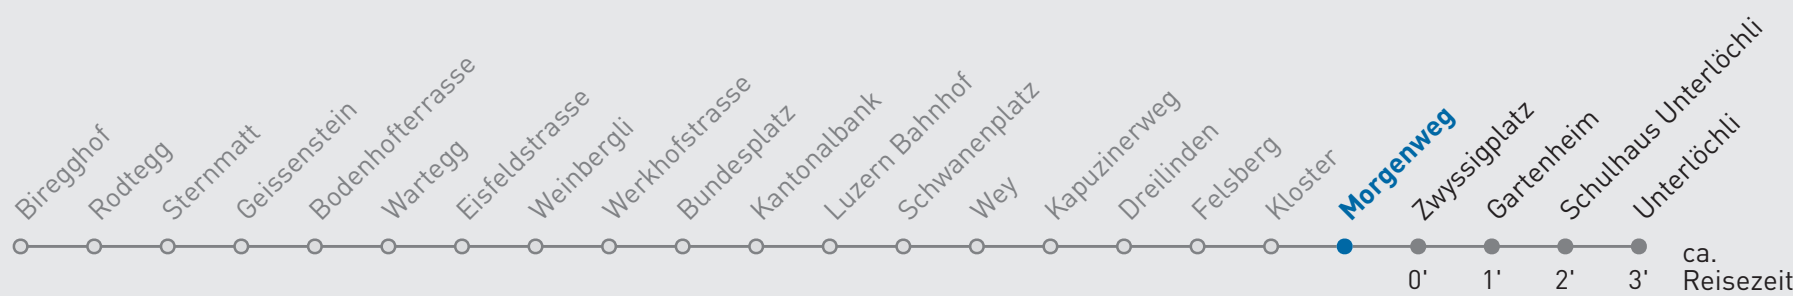 Biregghof
Rodtegg
Sternmatt
Geissenstein
Bodenhofterrasse
Wartegg
Eisfeldstrasse
Weinbergli
Werkhofstrasse
Bundesplatz
Kantonalbank
Luzern Bahnhof
Schwanenplatz
Wey
Kapuzinerweg
Dreilinden
Felsberg
Kloster
Morgenweg
Zwyssigplatz
Gartenheim
Schulhaus Unterlöchli
Unterlöchli
0' 1' 2' 3'
ca.
Reisezeit